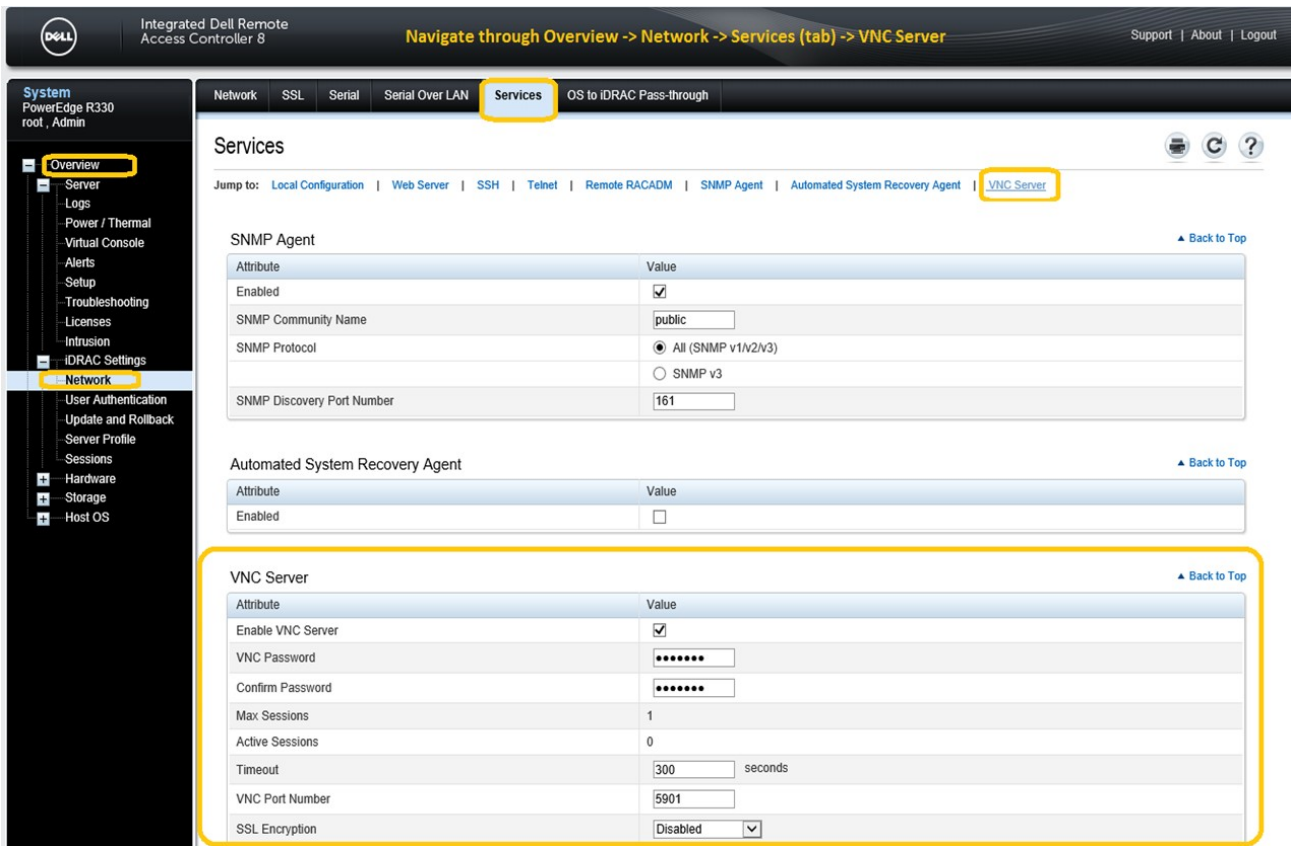 DELL
Integrated Dell Remote
Access Controller 8
Navigate through Overview -> Network -> Services (tab) -> VNC Server
Support | About | Logout
System
PowerEdge R330
root , Admin
Overview
Server
Logs
Power / Thermal
Virtual Console
Alerts
Setup
Troubleshooting
Licenses
Intrusion
iDRAC Settings
Network
User Authentication
Update and Rollback
Server Profile
Sessions
Hardware
Storage
Host OS
Network SSL Serial Serial Over LAN Services OS to iDRAC Pass-through
Services
Jump to: Local Configuration | Web Server | SSH | Telnet | Remote RACADM | SNMP Agent | Automated System Recovery Agent | VNC Server
SNMP Agent ▲ Back to Top
Attribute Value
Enabled
SNMP Community Name public
SNMP Protocol All (SNMP v1/v2/v3)
SNMP v3
SNMP Discovery Port Number 161
Automated System Recovery Agent ▲ Back to Top
Attribute Value
Enabled
VNC Server ▲ Back to Top
Attribute Value
Enable VNC Server
VNC Password •••••••
Confirm Password •••••••
Max Sessions 1
Active Sessions 0
Timeout 300 seconds
VNC Port Number 5901
SSL Encryption Disabled